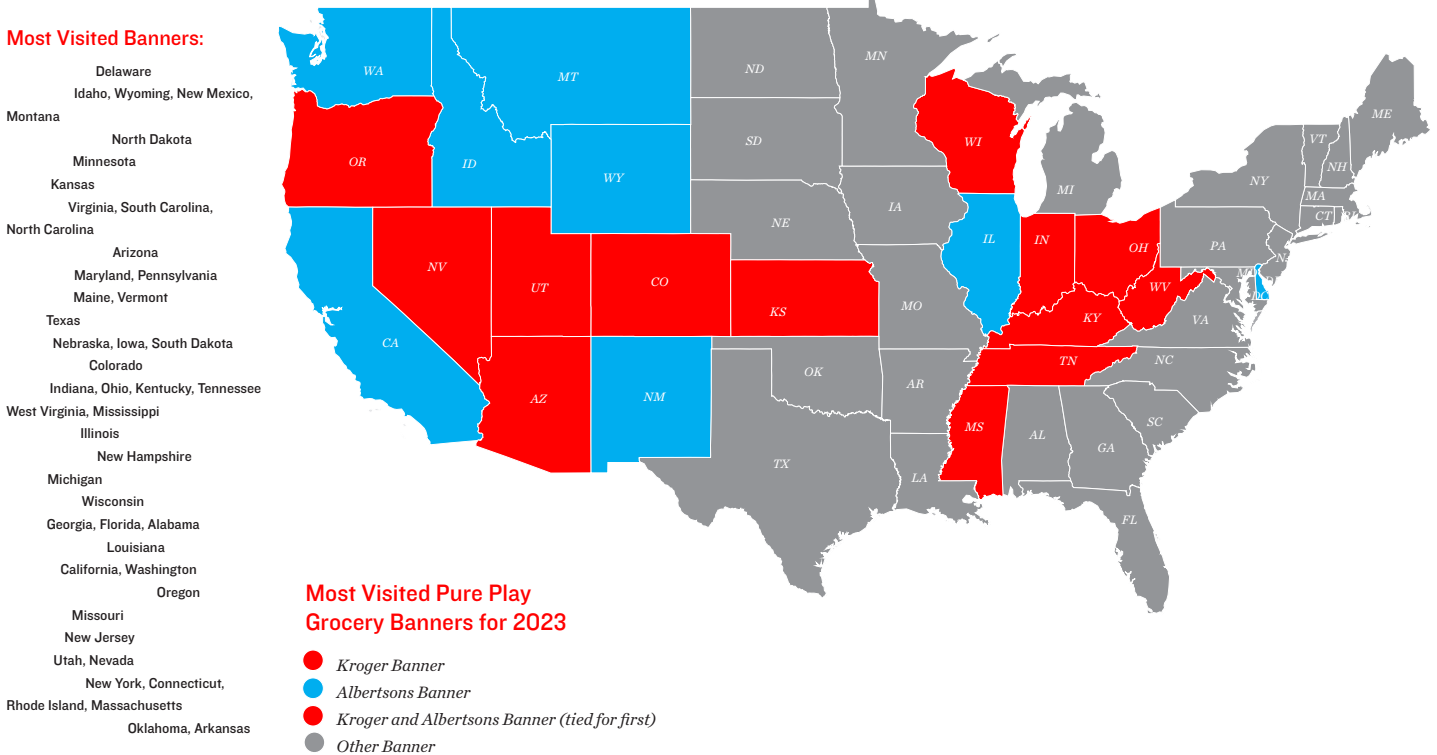 Most Visited Banners:
Delaware
Idaho, Wyoming, New Mexico,
Montana
North Dakota
Minnesota
Kansas
Virginia, South Carolina,
North Carolina
Arizona
Maryland, Pennsylvania
Maine, Vermont
Texas
Nebraska, Iowa, South Dakota
Colorado
Indiana, Ohio, Kentucky, Tennessee
West Virginia, Mississippi
Illinois
New Hampshire
Michigan
Wisconsin
Georgia, Florida, Alabama
Louisiana
California, Washington
Oregon
Missouri
New Jersey
Utah, Nevada
New York, Connecticut,
Rhode Island, Massachusetts
Oklahoma, Arkansas
WA
MT
ND
MN
ME
OR
ID
WY
SD
WI
MI
VT
NH
NY
MA
CT
NE
IA
PA
NV
UT
CO
KS
MO
IL
IN
OH
WV
KY
VA
CA
AZ
NM
OK
AR
TN
NC
TX
LA
MS
AL
GA
SC
FL
Most Visited Pure Play
Grocery Banners for 2023
Kroger Banner
Albertsons Banner
Kroger and Albertsons Banner (tied for first)
Other Banner